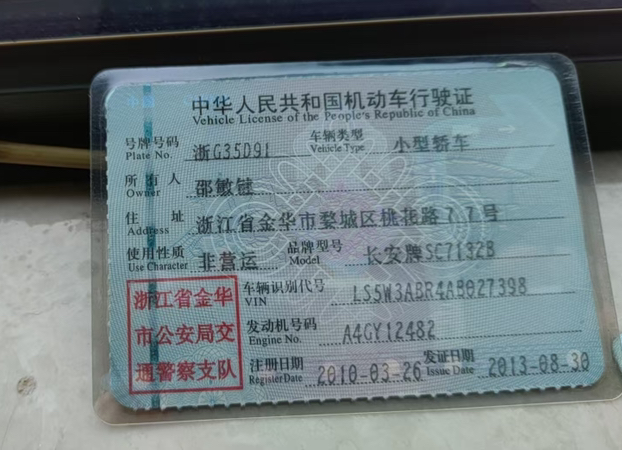 中华人民共和国机动车行驶证
Vehicle License of the People's Republic of China
号牌号码 Plate No. 浙G35D91 车辆类型 Vehicle Type 小型轿车
所有人 Owner 邵敏
住址 Address 浙江省金华市婺城区桃花路77号
使用性质 Use Character 非营运 品牌型号 Model 长安牌SC7132B
车辆识别代号 VIN LS5W3ABR4AB027398
发动机号码 Engine No. A4GY12482
注册日期 Register Date 2010-03-26 发证日期 Issue Date 2013-08-30
浙江省金华
市公安局交
通警察支队